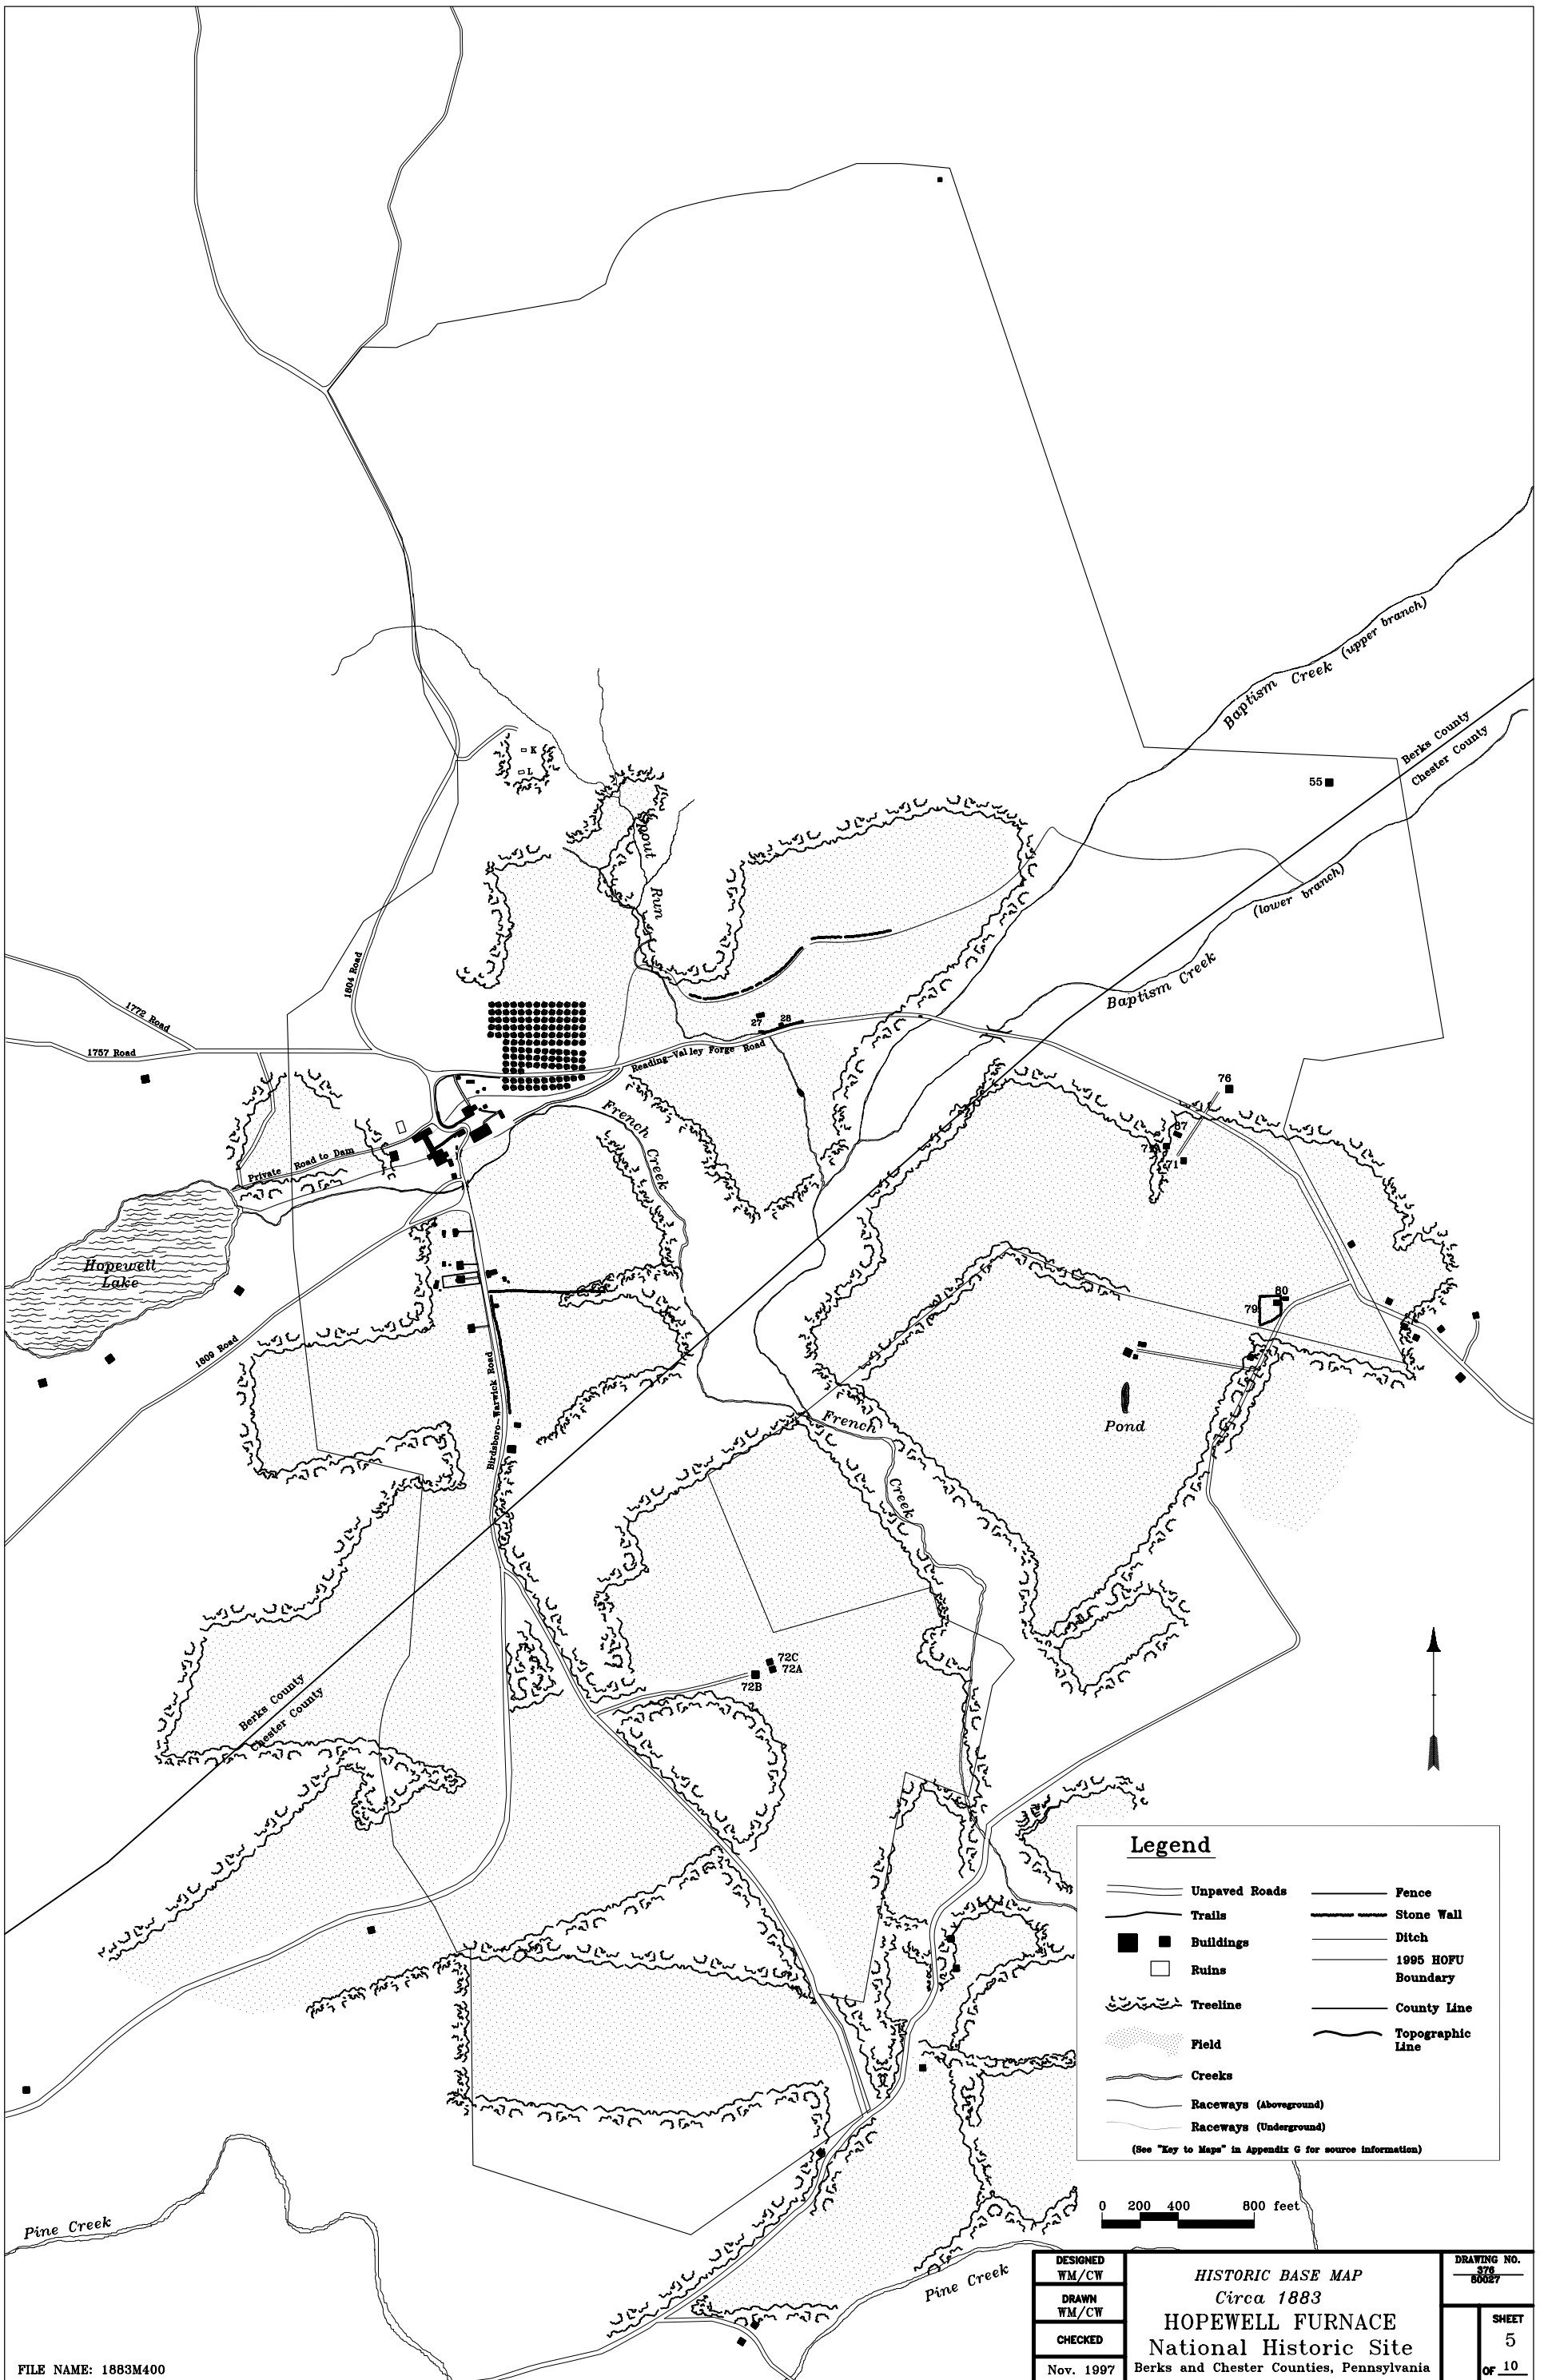 Baptism Creek (upper branch)
Berks County
Chester County
K
L
55
Run
(lower branch)
1804 Road
Baptism Creek
1772 Road
27 28
1757 Road
Reading-Valley Forge Road
76
French
Creek
71
Private Road to Dam
Hopewell
Lake
80
79
1809 Road
Birdsboro-Warwick Road
Pond
French
Creek
72C
72A
72B
Berks County
Chester County
Legend
Unpaved Roads
Trails
Buildings
Ruins
Treeline
Field
Creeks
Raceways (Aboveground)
Raceways (Underground)
Fence
Stone Wall
Ditch
1995 HOFU
Boundary
County Line
Topographic
Line
(See "Key to Maps" in Appendix G for source information)
0 200 400 800 feet
Pine Creek
Pine Creek
DESIGNED
WM/CW
DRAWN
WM/CW
CHECKED
Nov. 1997
HISTORIC BASE MAP
Circa 1883
HOPEWELL FURNACE
National Historic Site
Berks and Chester Counties, Pennsylvania
DRAWING NO.
376
80027
SHEET
5
OF 10
FILE NAME: 1883M400